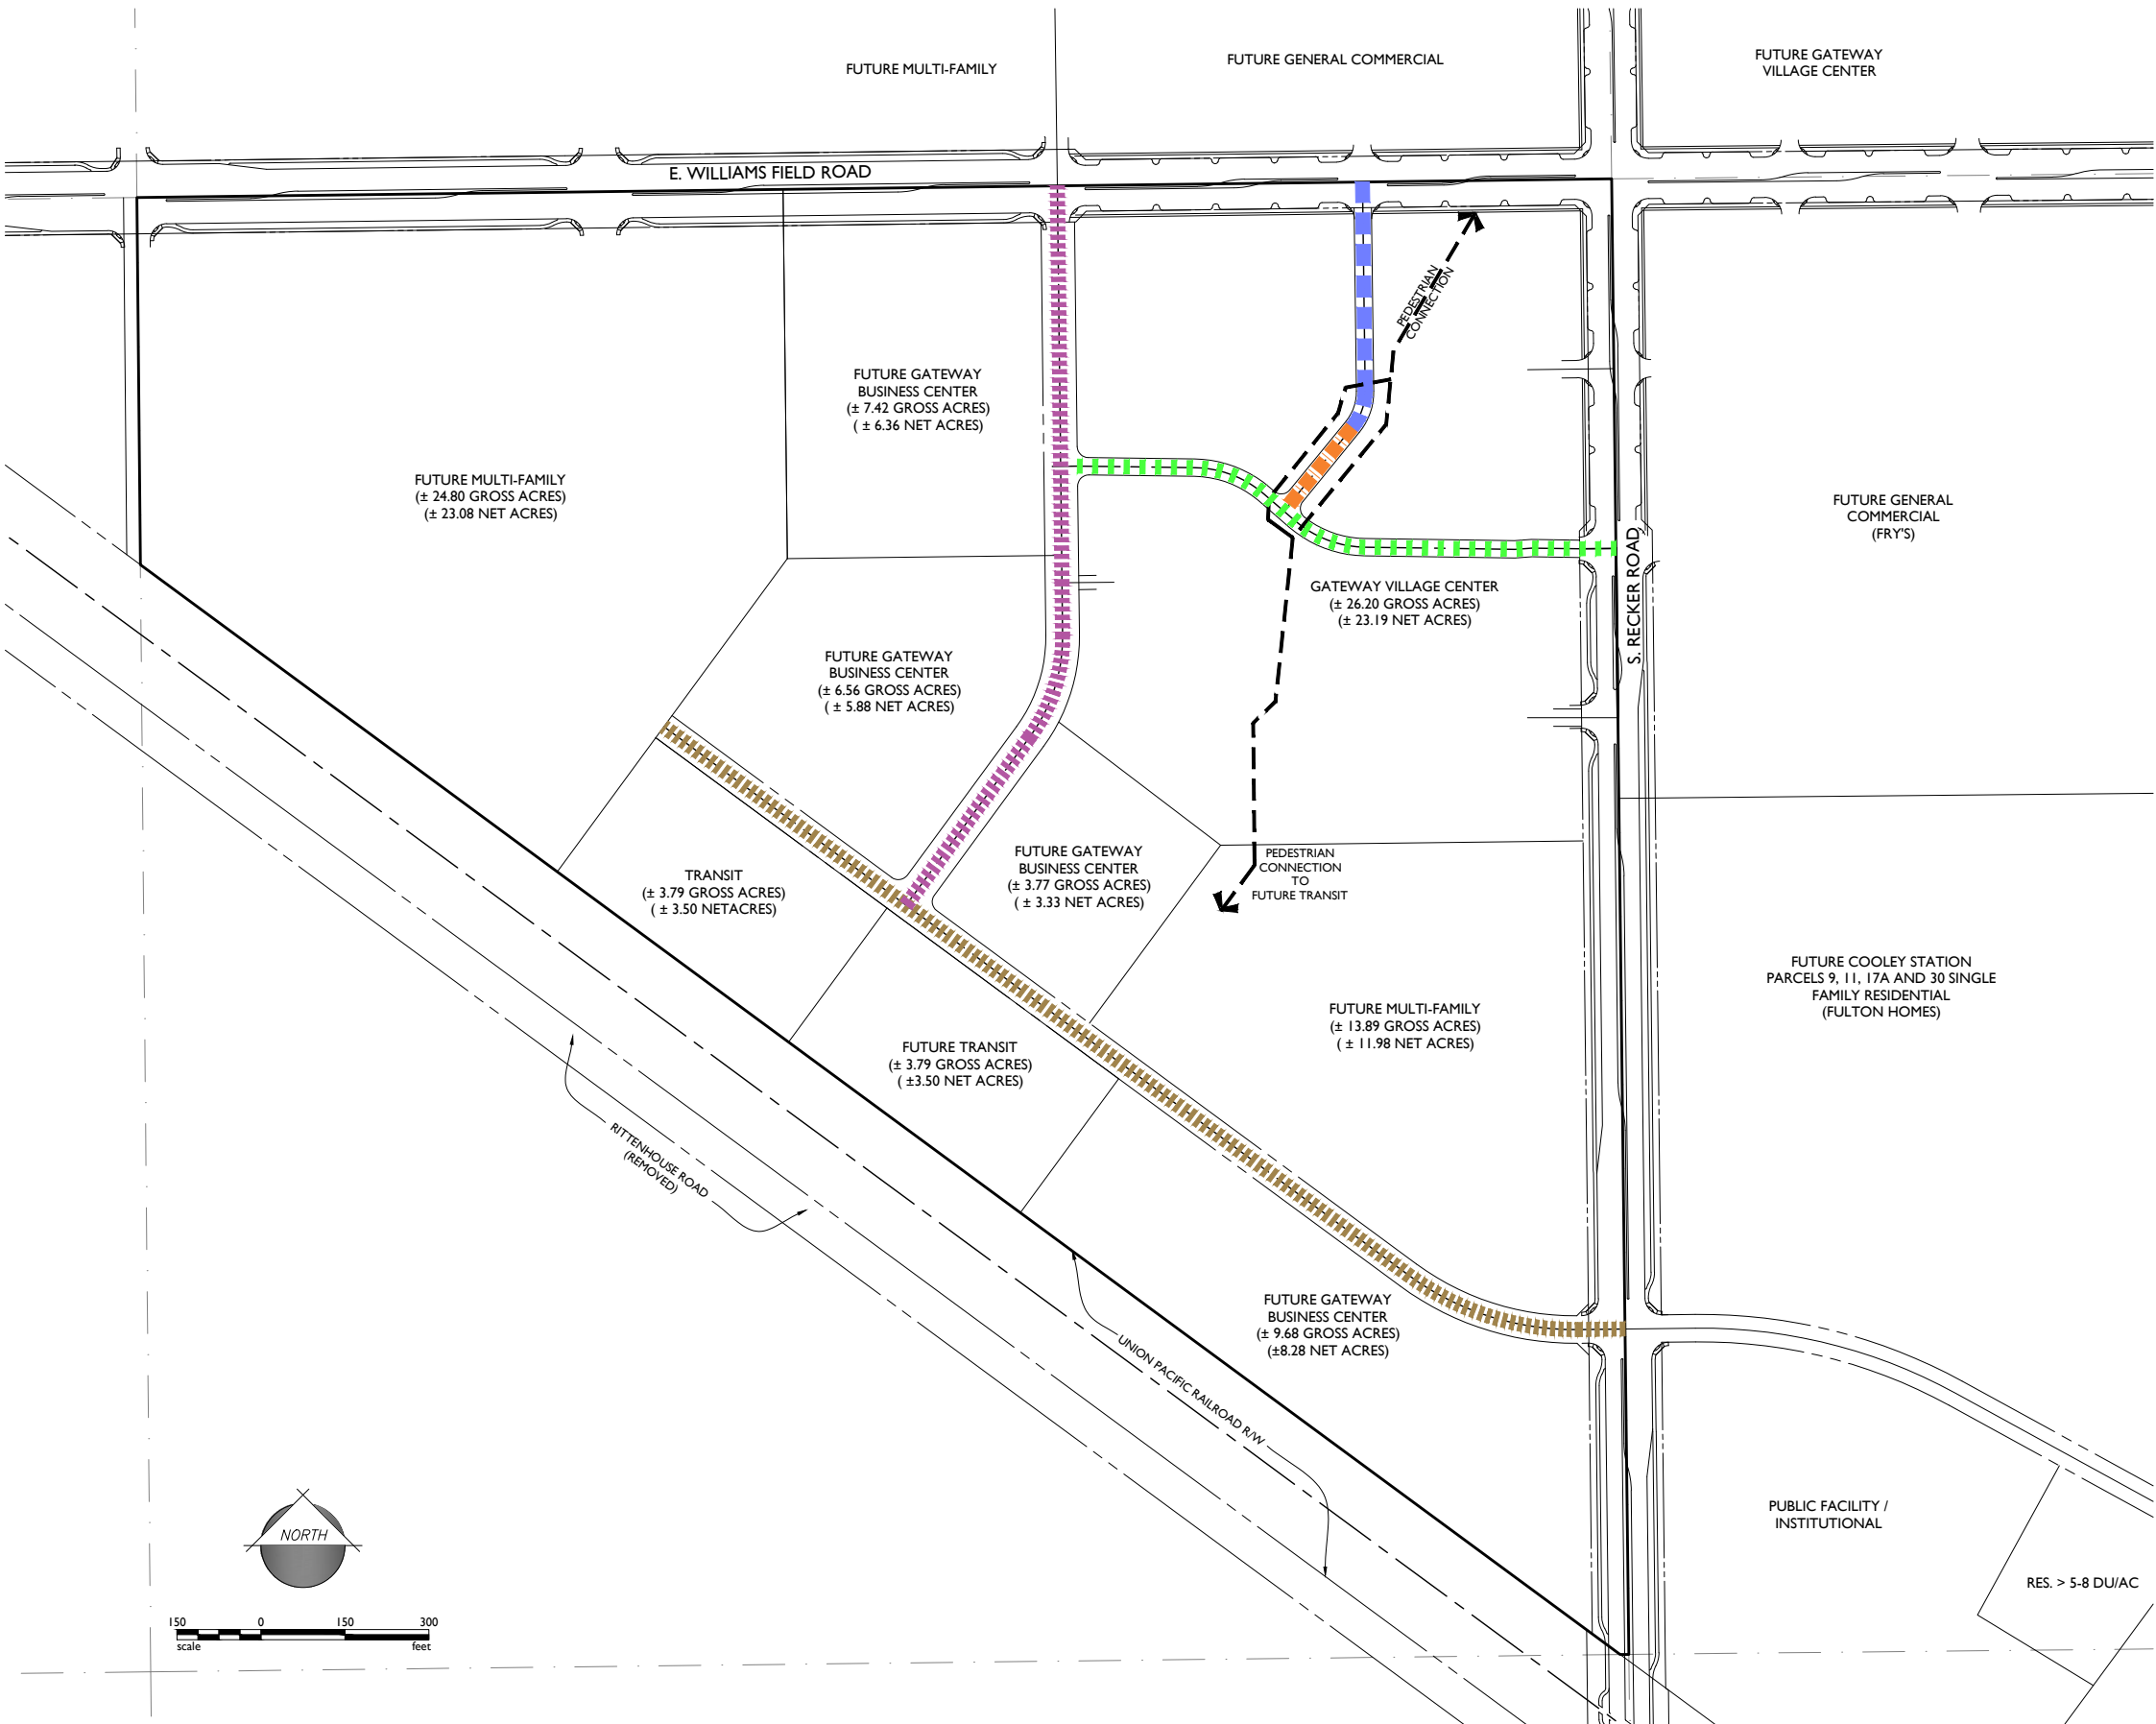 FUTURE MULTI-FAMILY
FUTURE GENERAL COMMERCIAL
FUTURE GATEWAY
VILLAGE CENTER
E. WILLIAMS FIELD ROAD
PEDESTRIAN
CONNECTION
FUTURE GATEWAY
BUSINESS CENTER
(± 7.42 GROSS ACRES)
( ± 6.36 NET ACRES)
FUTURE MULTI-FAMILY
(± 24.80 GROSS ACRES)
(± 23.08 NET ACRES)
FUTURE GENERAL
COMMERCIAL
(FRY'S)
S. RECKER ROAD
GATEWAY VILLAGE CENTER
(± 26.20 GROSS ACRES)
(± 23.19 NET ACRES)
FUTURE GATEWAY
BUSINESS CENTER
(± 6.56 GROSS ACRES)
( ± 5.88 NET ACRES)
TRANSIT
(± 3.79 GROSS ACRES)
( ± 3.50 NETACRES)
FUTURE GATEWAY
BUSINESS CENTER
(± 3.77 GROSS ACRES)
( ± 3.33 NET ACRES)
PEDESTRIAN
CONNECTION
TO
FUTURE TRANSIT
FUTURE COOLEY STATION
PARCELS 9, 11, 17A AND 30 SINGLE
FAMILY RESIDENTIAL
(FULTON HOMES)
FUTURE MULTI-FAMILY
(± 13.89 GROSS ACRES)
( ± 11.98 NET ACRES)
FUTURE TRANSIT
(± 3.79 GROSS ACRES)
( ±3.50 NET ACRES)
RITTENHOUSE ROAD
(REMOVED)
FUTURE GATEWAY
BUSINESS CENTER
(± 9.68 GROSS ACRES)
(±8.28 NET ACRES)
UNION PACIFIC RAILROAD R/W
PUBLIC FACILITY /
INSTITUTIONAL
RES. > 5-8 DU/AC
NORTH
150 0 150 300
scale feet